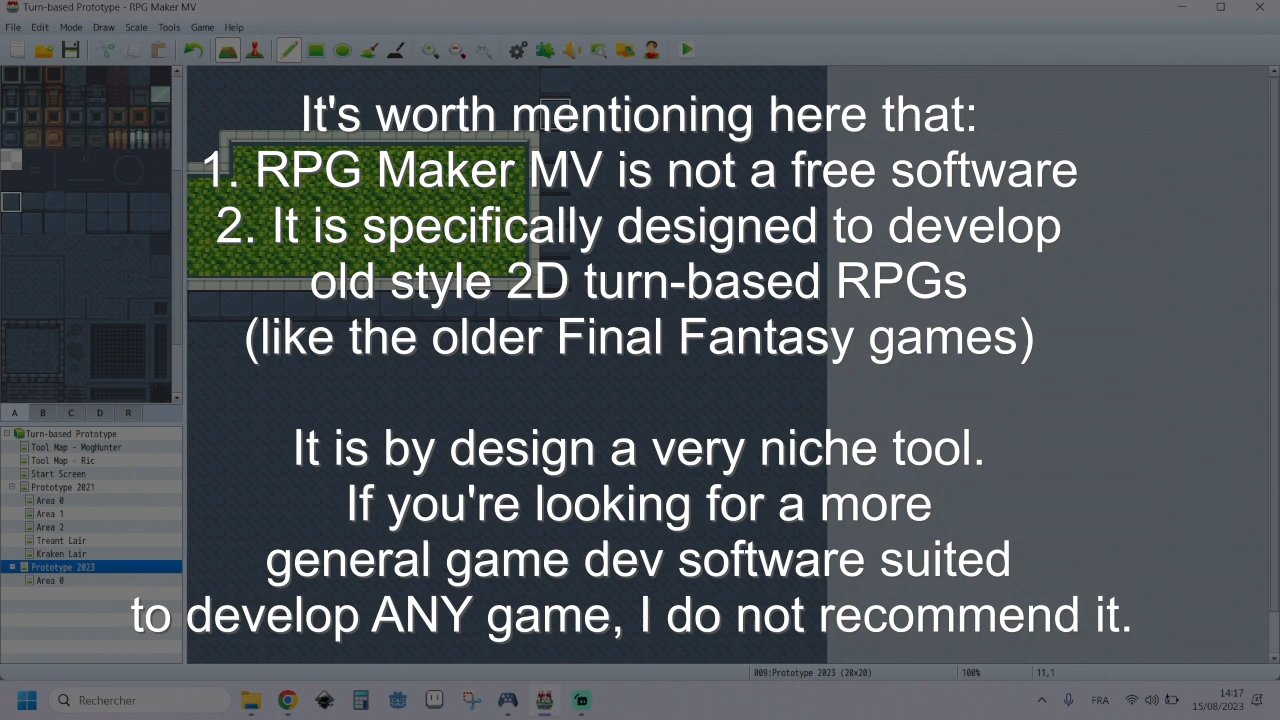 Turn-based Prototype - RPG Maker MV
File Edit Mode Draw Scale Tools Game Help
It's worth mentioning here that:
1. RPG Maker MV is not a free software
2. It is specifically designed to develop
old style 2D turn-based RPGs
(like the older Final Fantasy games)
It is by design a very niche tool.
If you're looking for a more
general game dev software suited
to develop ANY game, I do not recommend it.
A B C D R
Turn-based Prototype
Tool Map - MogHunter
Tool Map - Ric
Start Screen
Prototype 2021
Area 0
Area 1
Area 2
Treant Lair
Kraken Lair
Prototype 2023
Area 0
009:Prototype 2023 (20x20) 100% 11,1
Rechercher
FRA
14:17
15/08/2023